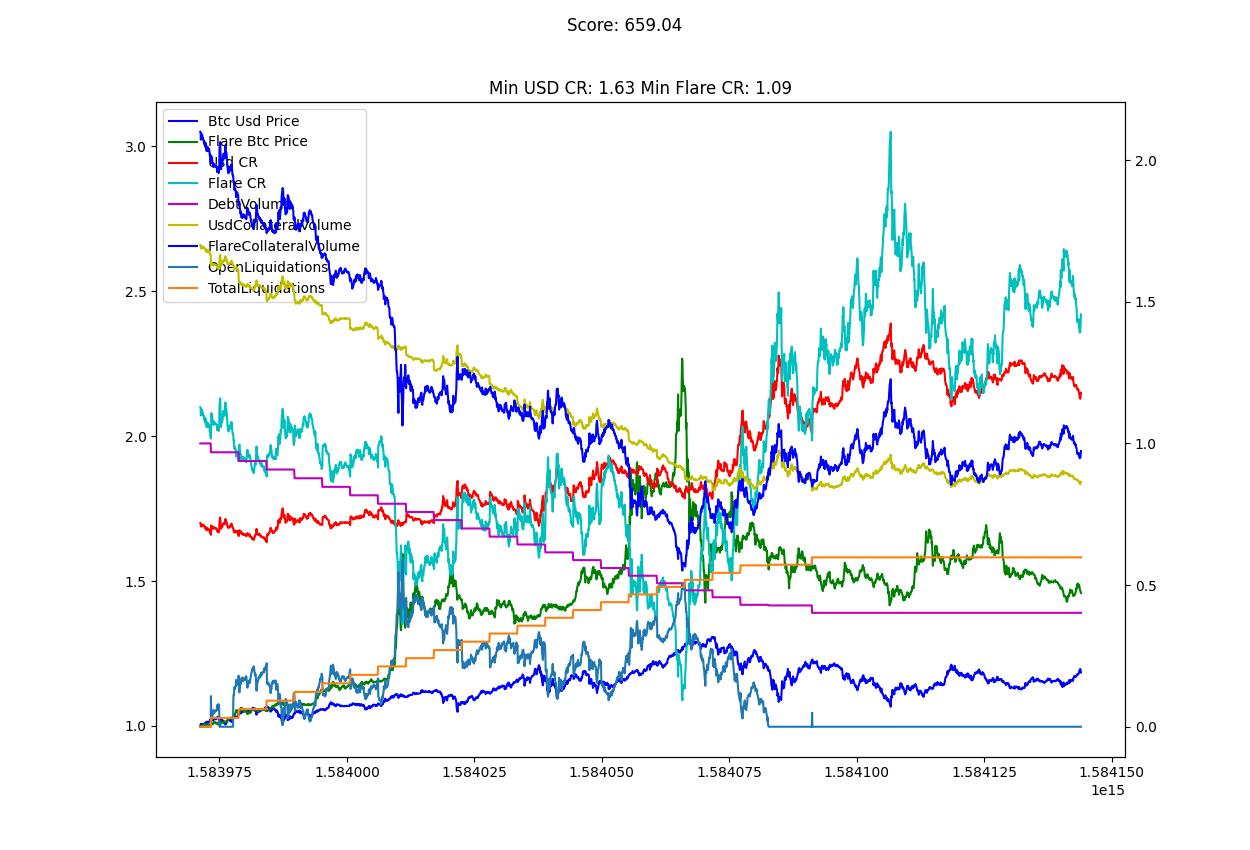 Score: 659.04
Min USD CR: 1.63 Min Flare CR: 1.09
Btc Usd Price
Flare Btc Price
Usd CR
Flare CR
DebtVolume
UsdCollateralVolume
FlareCollateralVolume
OpenLiquidations
TotalLiquidations
3.0
2.5
2.0
1.5
1.0
2.0
1.5
1.0
0.5
0.0
1.583975 1.584000 1.584025 1.584050 1.584075 1.584100 1.584125 1.584150
1e15